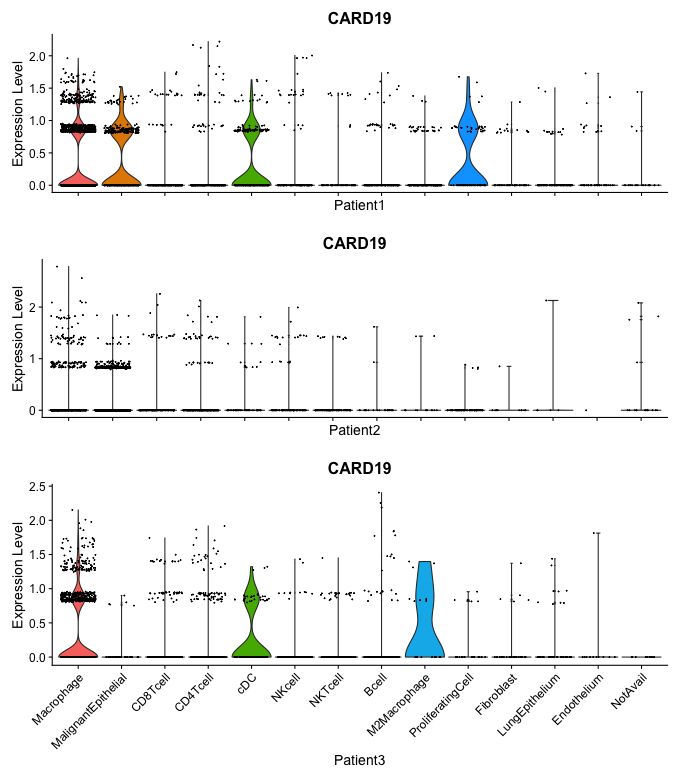 CARD19
Expression Level
2.0
1.5
1.0
0.5
0.0
Patient1
CARD19
Expression Level
2
1
0
Patient2
CARD19
Expression Level
2.5
2.0
1.5
1.0
0.5
0.0
Macrophage
MalignantEpithelial
CD8Tcell
CD4Tcell
cDC
NKcell
NKTcell
Bcell
M2Macrophage
ProliferatingCell
Fibroblast
LungEpithelium
Endothelium
NotAvail
Patient3